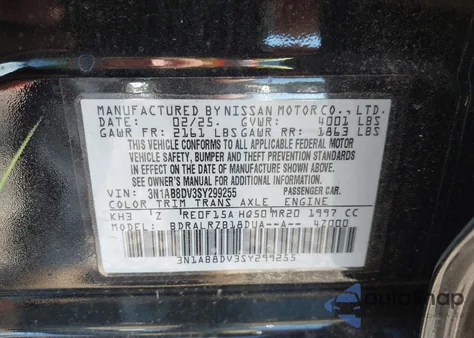 MANUFACTURED BY NISSAN MOTOR CO., LTD.
DATE: 02/25. GVWR: 4001 LBS
GAWR FR: 2161 LBS GAWR RR: 1863 LBS
THIS VEHICLE CONFORMS TO ALL APPLICABLE FEDERAL MOTOR
VEHICLE SAFETY, BUMPER AND THEFT PREVENTION STANDARDS
IN EFFECT ON THE DATE OF MANUFACTURE SHOWN ABOVE.
SEE OWNER'S MANUAL FOR ADDITIONAL INFORMATION.
VIN: 3N1AB8DV3SY299255 PASSENGER CAR.
COLOR TRIM TRANS AXLE ENGINE
KH3 'Z 'RE0F15A HQ50 MR20 1997 CC
MODEL: BDRALRZB18DUA--A-- 4Z000
3N1AB8DV3SY299255
autosnap